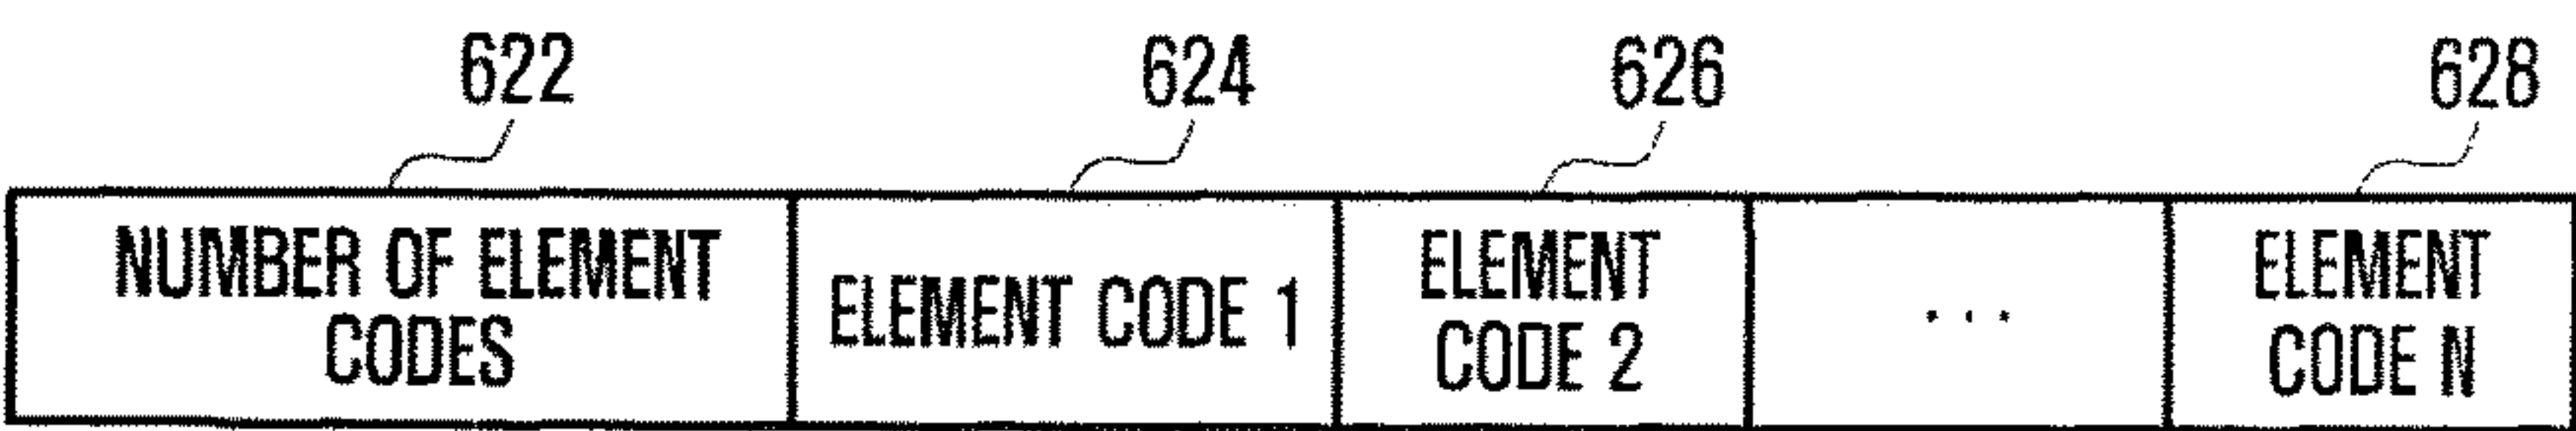 622 624 626 628
NUMBER OF ELEMENT
CODES
ELEMENT CODE 1
ELEMENT
CODE 2
. . .
ELEMENT
CODE N